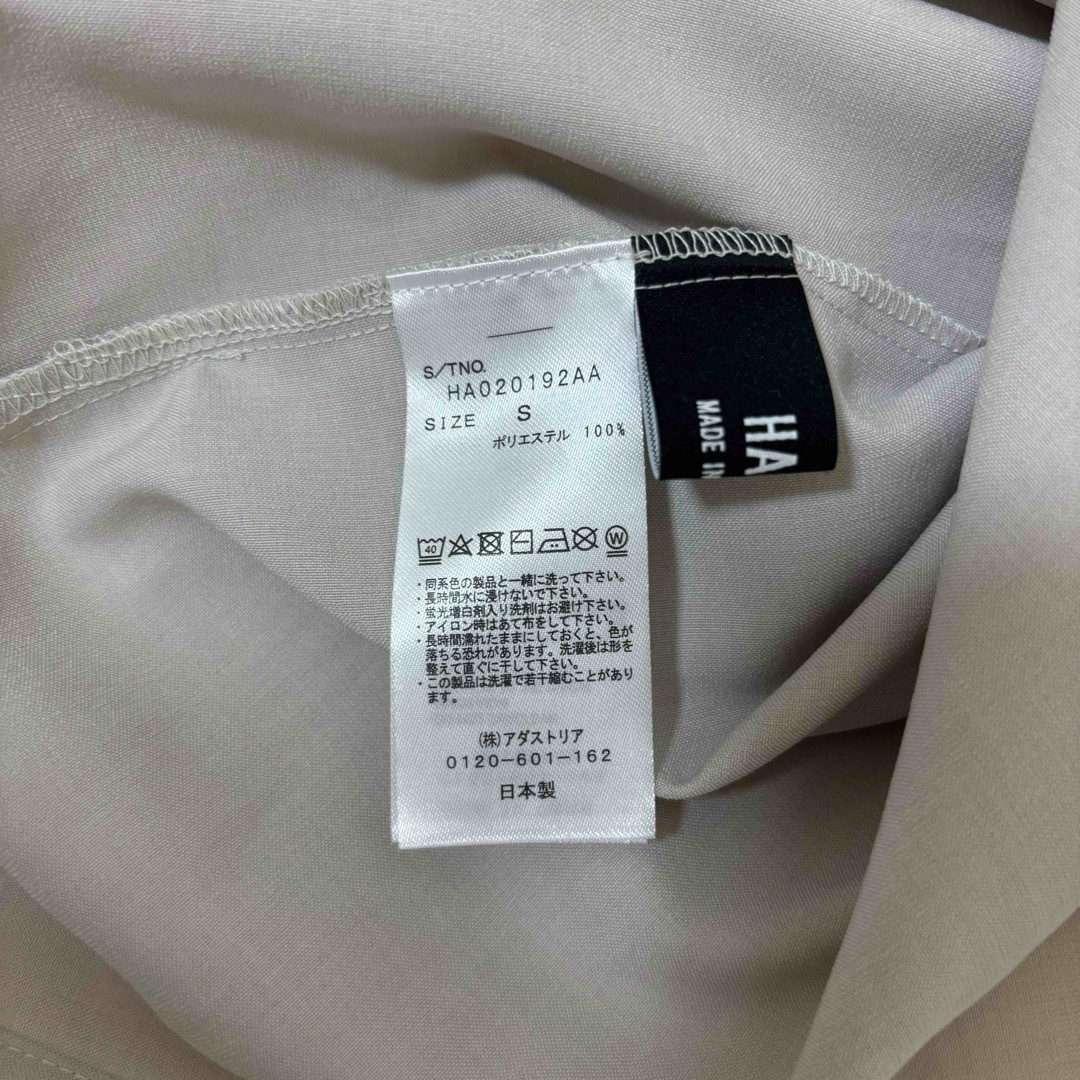 S/TNO.
HA020192AA
SIZE S
ポリエステル 100%
40 W
・同系色の製品と一緒に洗って下さい。
・長時間水に浸けないで下さい。
・蛍光増白剤入り洗剤はお避け下さい。
・アイロン時はあて布をして下さい。
・長時間濡れたままにしておくと、色が
落ちる恐れがあります。洗濯後は形を
整えて直ぐに干して下さい。
・この製品は洗濯で若干縮むことがあり
ます。
(株)アダストリア
0120-601-162
日本製
HA
MADE IN